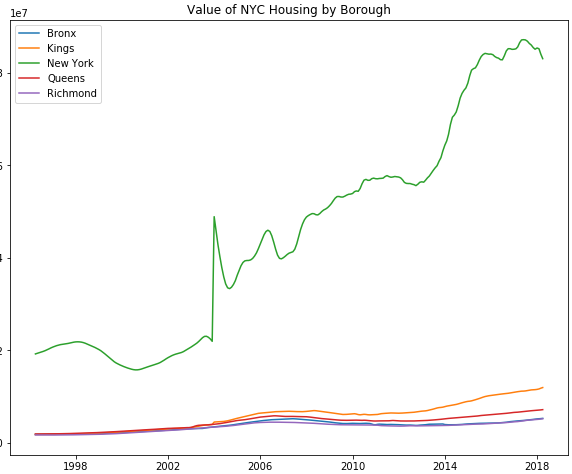 Value of NYC Housing by Borough
1e7
Bronx
Kings
New York
Queens
Richmond
8
6
4
2
0
1998 2002 2006 2010 2014 2018